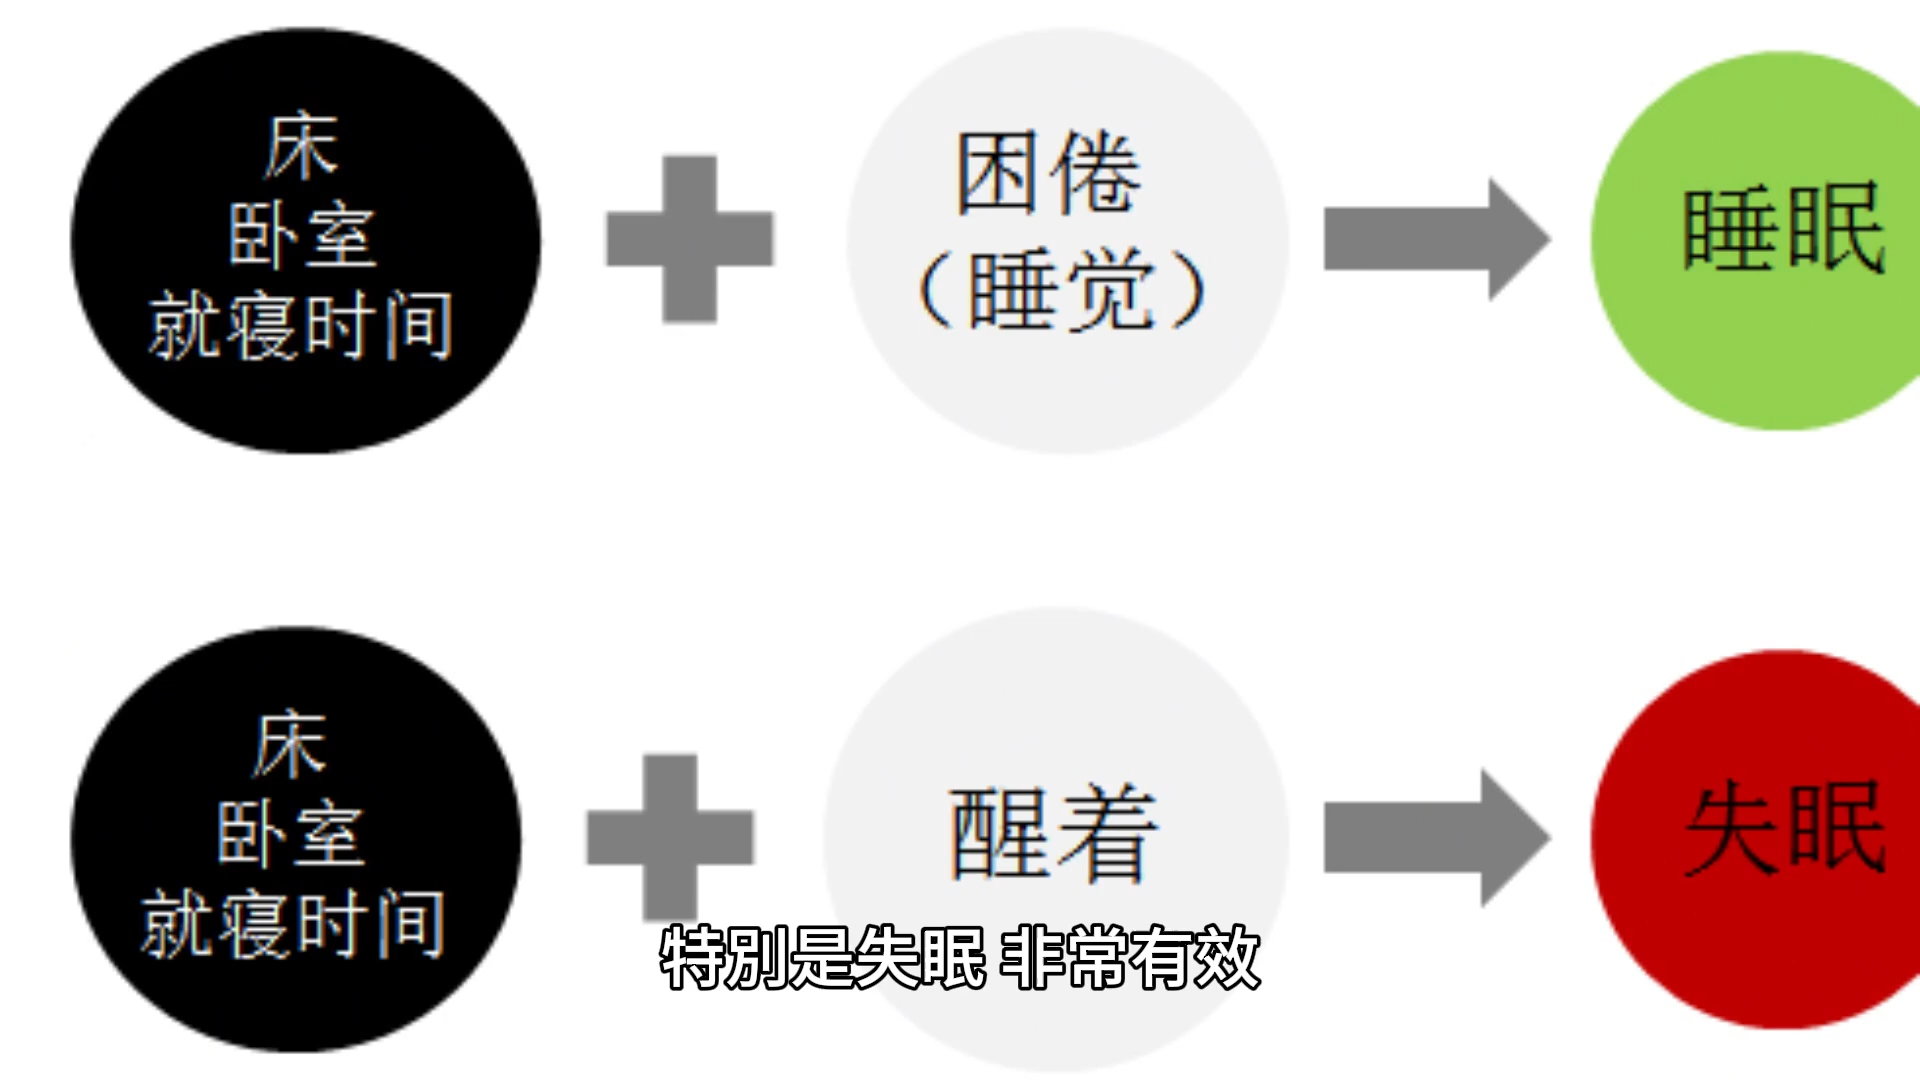 床
卧室
就寝时间
困倦
（睡觉）
睡眠
床
卧室
就寝时间
醒着
失眠
特别是失眠 非常有效